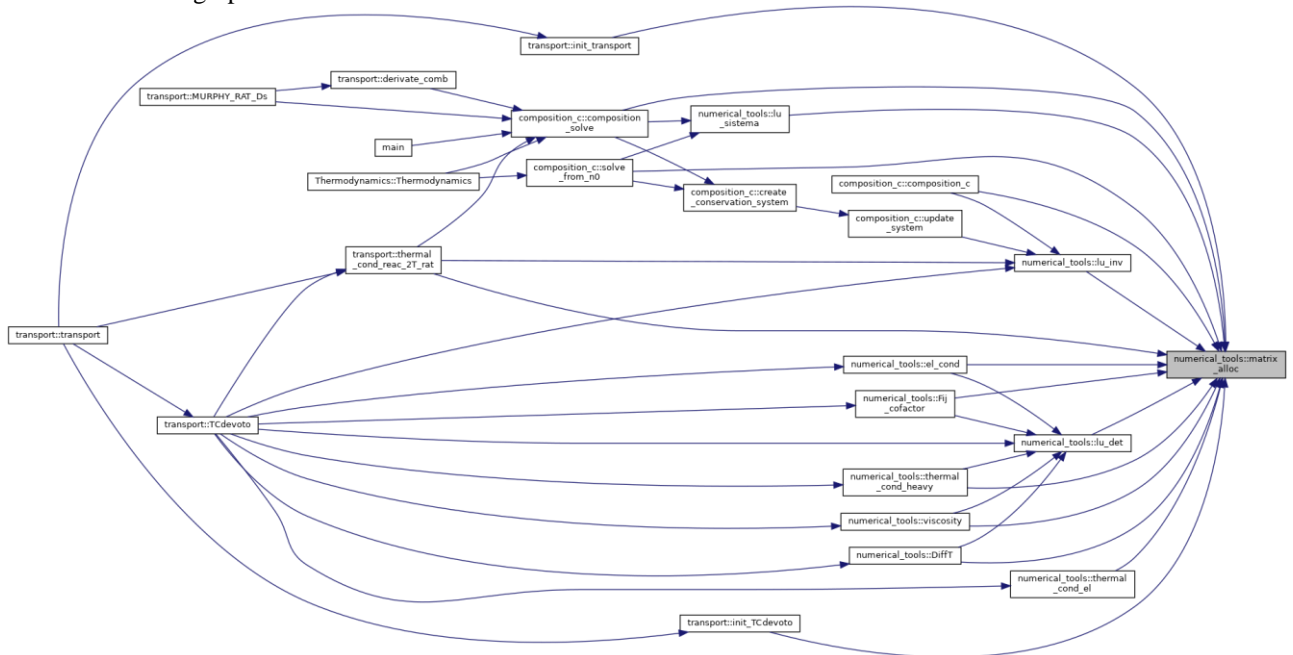 transport::init_transport
transport::derivate_comb
transport::MURPHY_RAT_Ds
composition_c::composition
_solve
numerical_tools::lu
_sistema
main
composition_c::solve
_from_n0
Thermodynamics::Thermodynamics
composition_c::create
_conservation_system
composition_c::composition_c
composition_c::update
_system
transport::thermal
_cond_reac_2T_rat
numerical_tools::lu_inv
transport::transport
numerical_tools::matrix
_alloc
numerical_tools::el_cond
numerical_tools::Fij
_cofactor
transport::TCdevoto
numerical_tools::lu_det
numerical_tools::thermal
_cond_heavy
numerical_tools::viscosity
numerical_tools::DiffT
numerical_tools::thermal
_cond_el
transport::init_TCdevoto